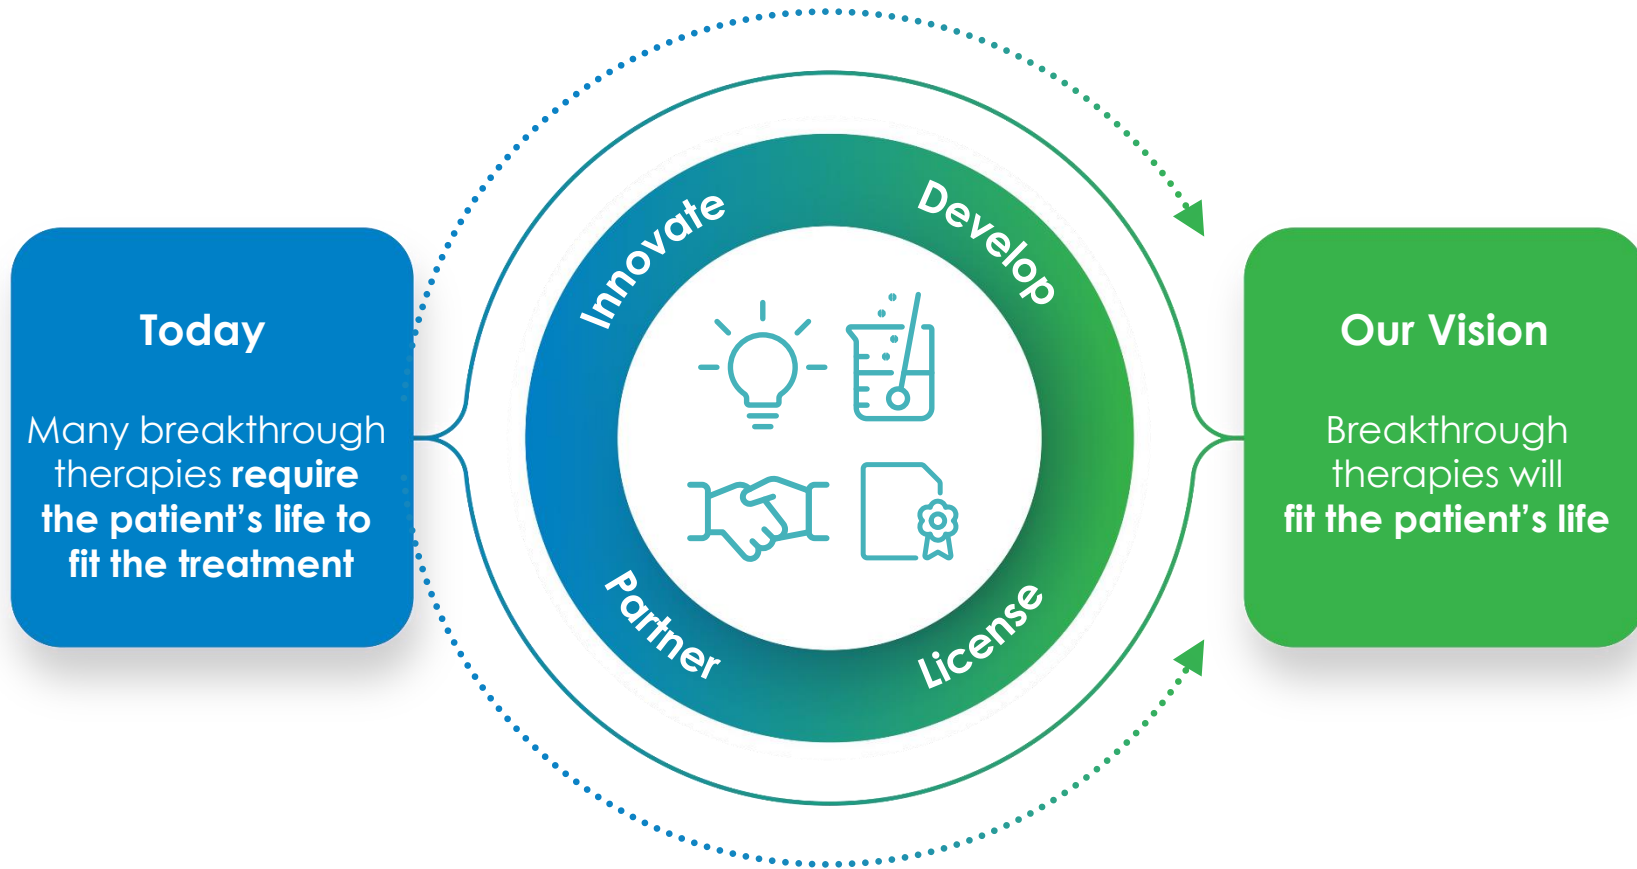 Today
Many breakthrough
therapies require
the patient’s life to
fit the treatment
Innovate
Develop
Partner
License
Our Vision
Breakthrough
therapies will
fit the patient’s life